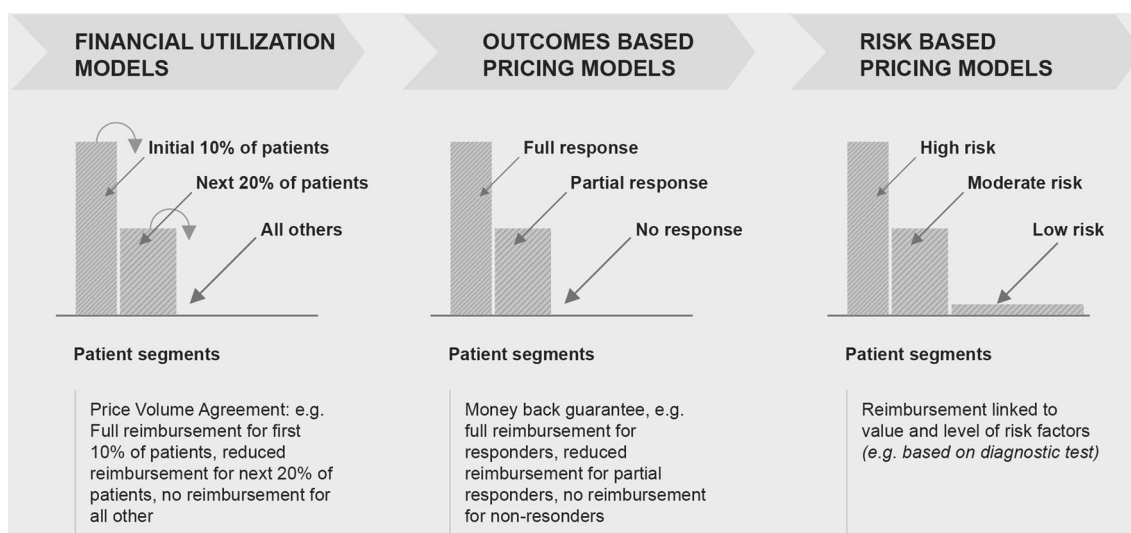 FINANCIAL UTILIZATION
MODELS
Initial 10% of patients
Next 20% of patients
All others
Patient segments
Price Volume Agreement: e.g.
Full reimbursement for first
10% of patients, reduced
reimbursement for next 20% of
patients, no reimbursement for
all other
OUTCOMES BASED
PRICING MODELS
Full response
Partial response
No response
Patient segments
Money back guarantee, e.g.
full reimbursement for
responders, reduced
reimbursement for partial
responders, no reimbursement
for non-resonders
RISK BASED
PRICING MODELS
High risk
Moderate risk
Low risk
Patient segments
Reimbursement linked to
value and level of risk factors
(e.g. based on diagnostic test)